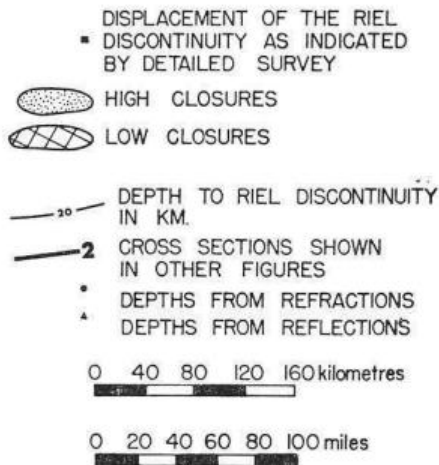 DISPLACEMENT OF THE RIEL
DISCONTINUITY AS INDICATED
BY DETAILED SURVEY
HIGH CLOSURES
LOW CLOSURES
DEPTH TO RIEL DISCONTINUITY
20
IN KM.
2 CROSS SECTIONS SHOWN
IN OTHER FIGURES
DEPTHS FROM REFRACTIONS
DEPTHS FROM REFLECTIONS
0 40 80 120 160 kilometres
0 20 40 60 80 100 miles